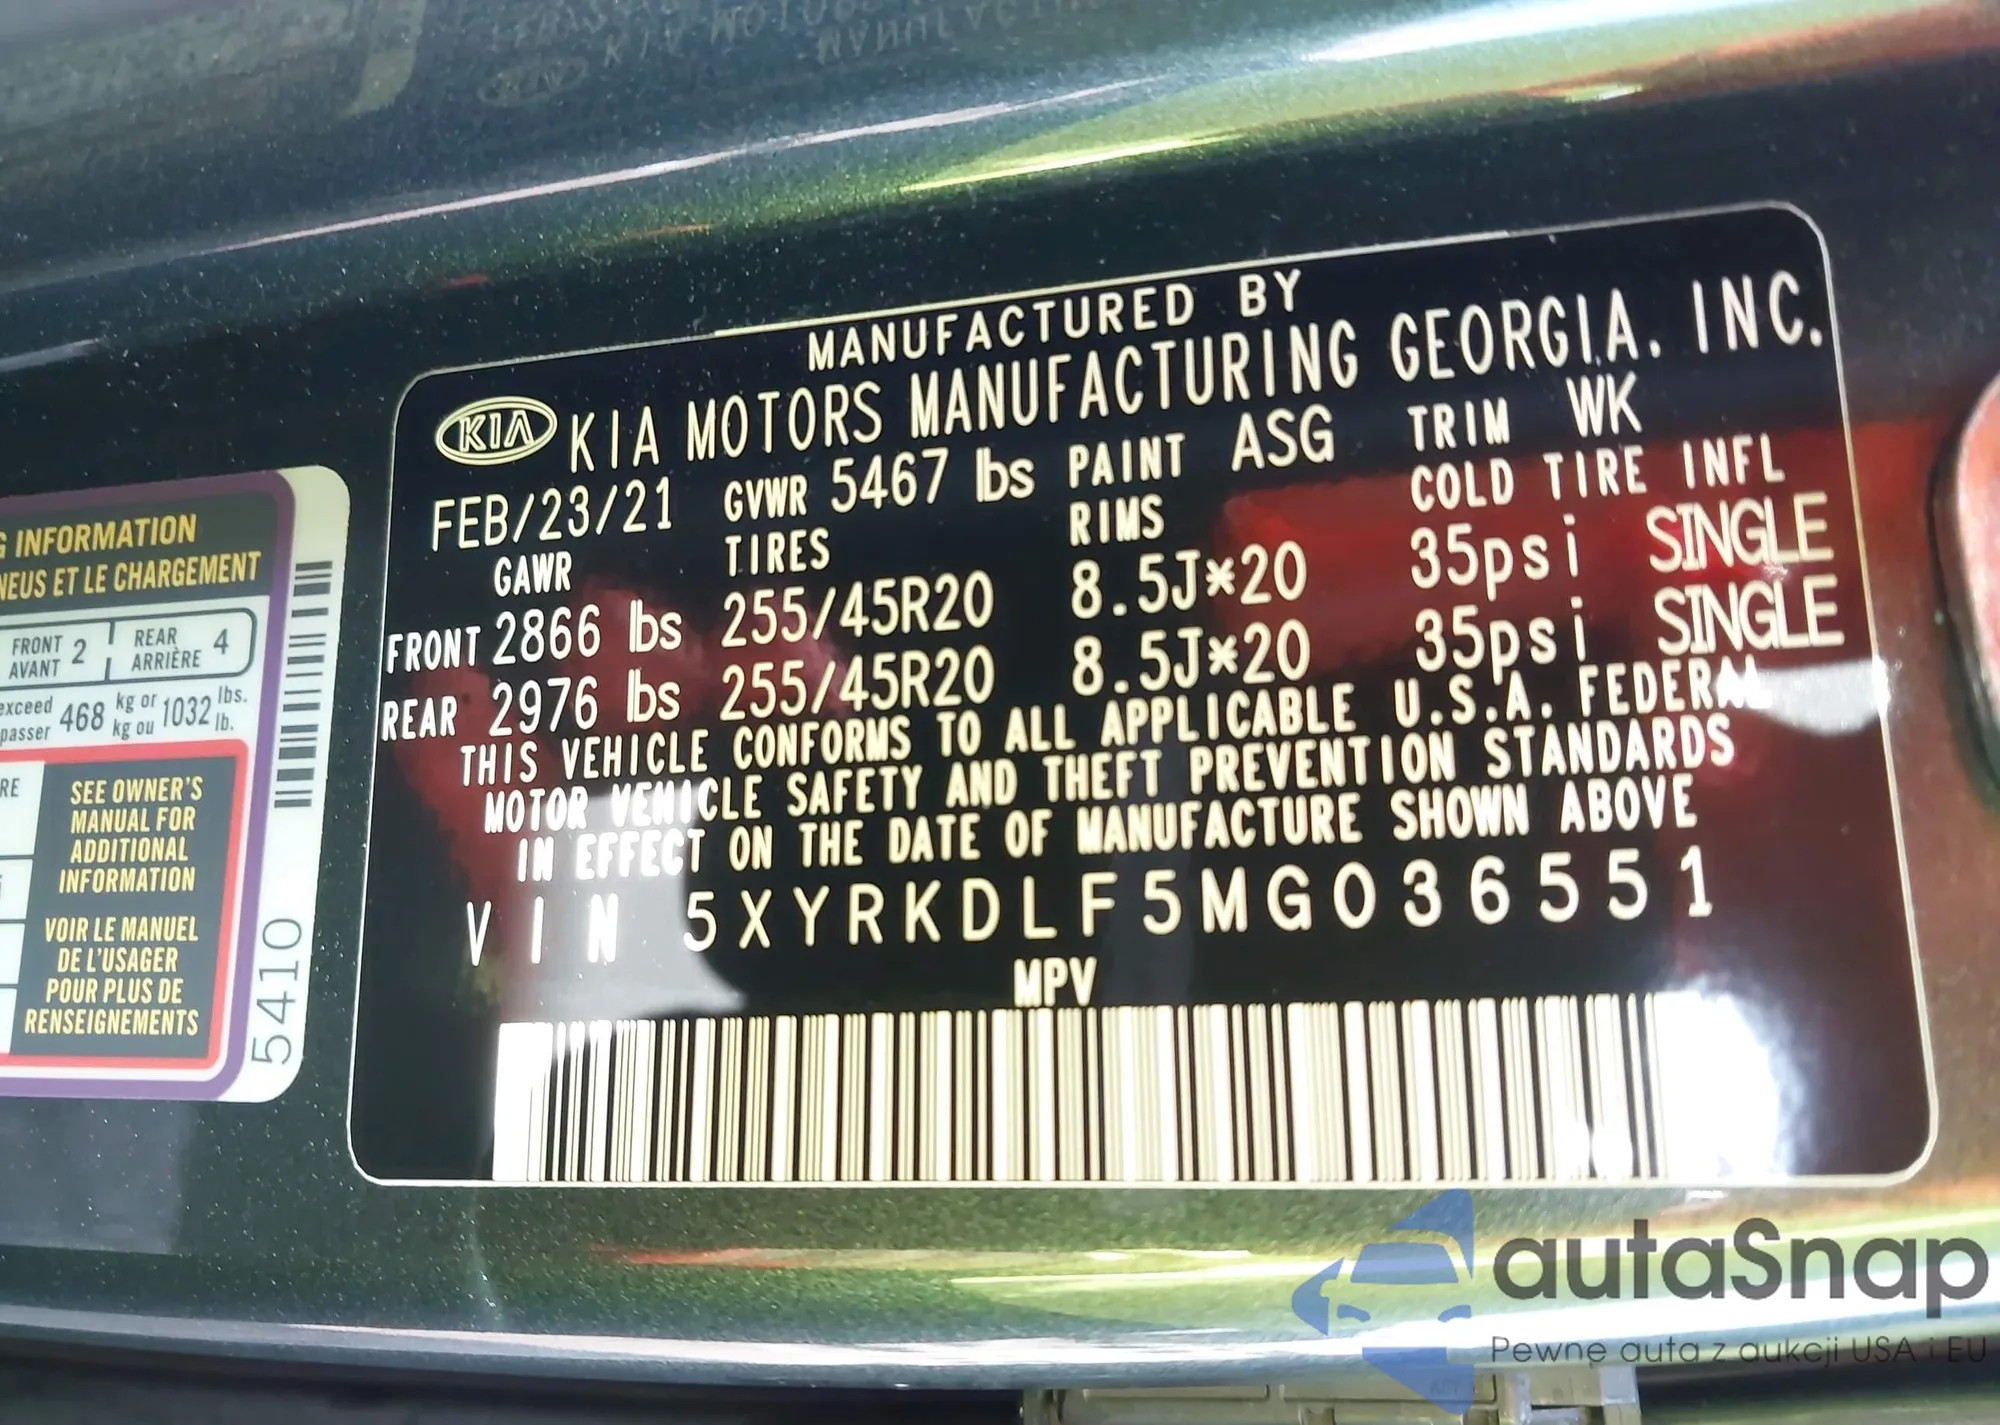 MANUFACTURED BY
KIA KIA MOTORS MANUFACTURING GEORGIA. INC.
FEB/23/21 GVWR 5467 lbs PAINT ASG TRIM WK
GAWR TIRES RIMS COLD TIRE INFL
FRONT 2866 lbs 255/45R20 8.5J*20 35psi SINGLE
REAR 2976 lbs 255/45R20 8.5J*20 35psi SINGLE
THIS VEHICLE CONFORMS TO ALL APPLICABLE U.S.A. FEDERAL
MOTOR VEHICLE SAFETY AND THEFT PREVENTION STANDARDS
IN EFFECT ON THE DATE OF MANUFACTURE SHOWN ABOVE
VIN 5XYRKDLF5MG036551
MPV
INFORMATION
ET LE CHARGEMENT
FRONT AVANT 2 REAR ARRIÈRE 4
exceed passer 468 kg or kg ou 1032 lbs. lb.
SEE OWNER'S
MANUAL FOR
ADDITIONAL
INFORMATION
VOIR LE MANUEL
DE L'USAGER
POUR PLUS DE
RENSEIGNEMENTS
5410
autaSnap
Pewne auta z aukcji USA i EU